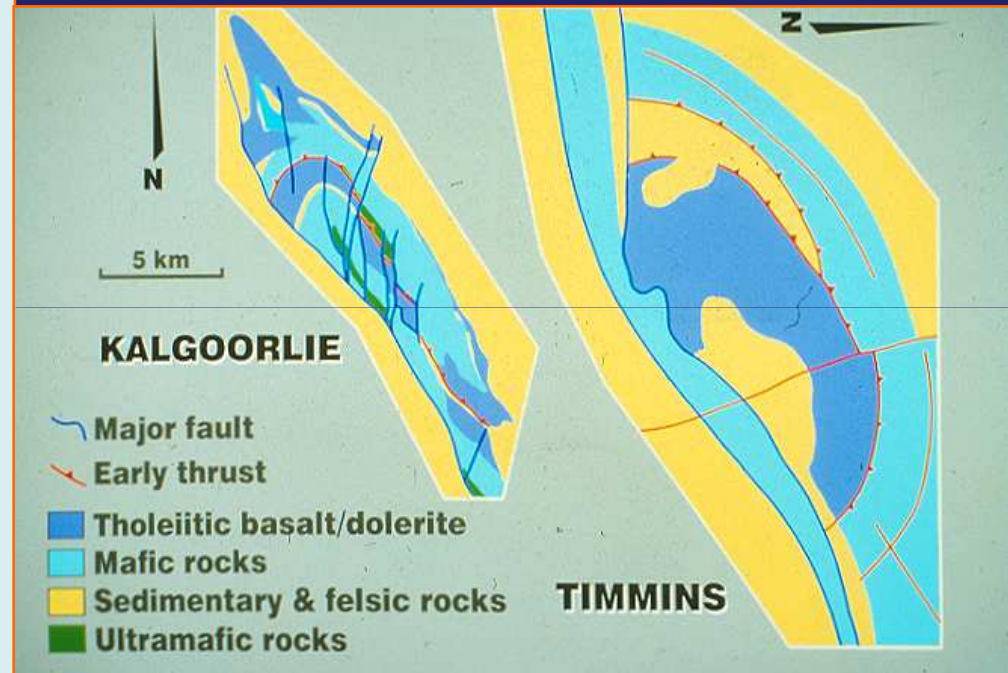 Z
N
5 km
KALGOORLIE
Major fault
Early thrust
Tholeiitic basalt/dolerite
Mafic rocks
Sedimentary & felsic rocks
Ultramafic rocks
TIMMINS